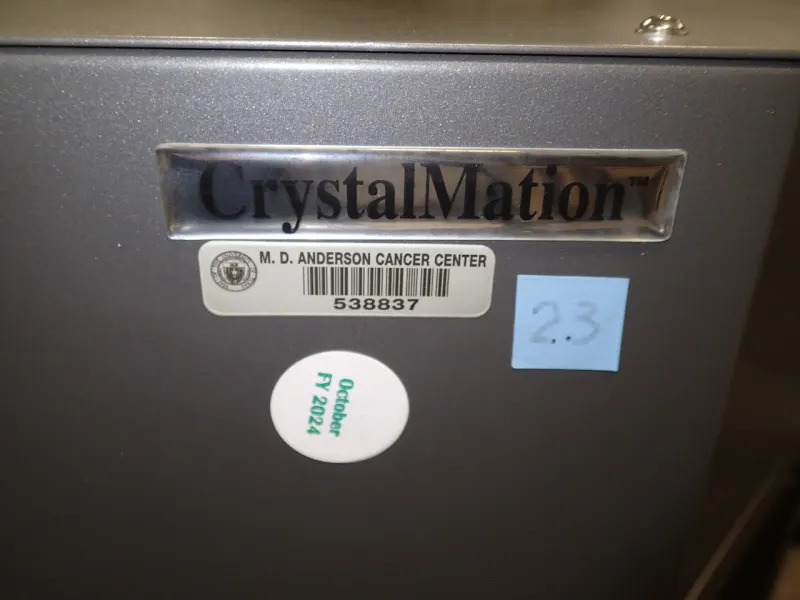 CrystalMation™
M. D. ANDERSON CANCER CENTER
538837
2.3
October
FY 2024